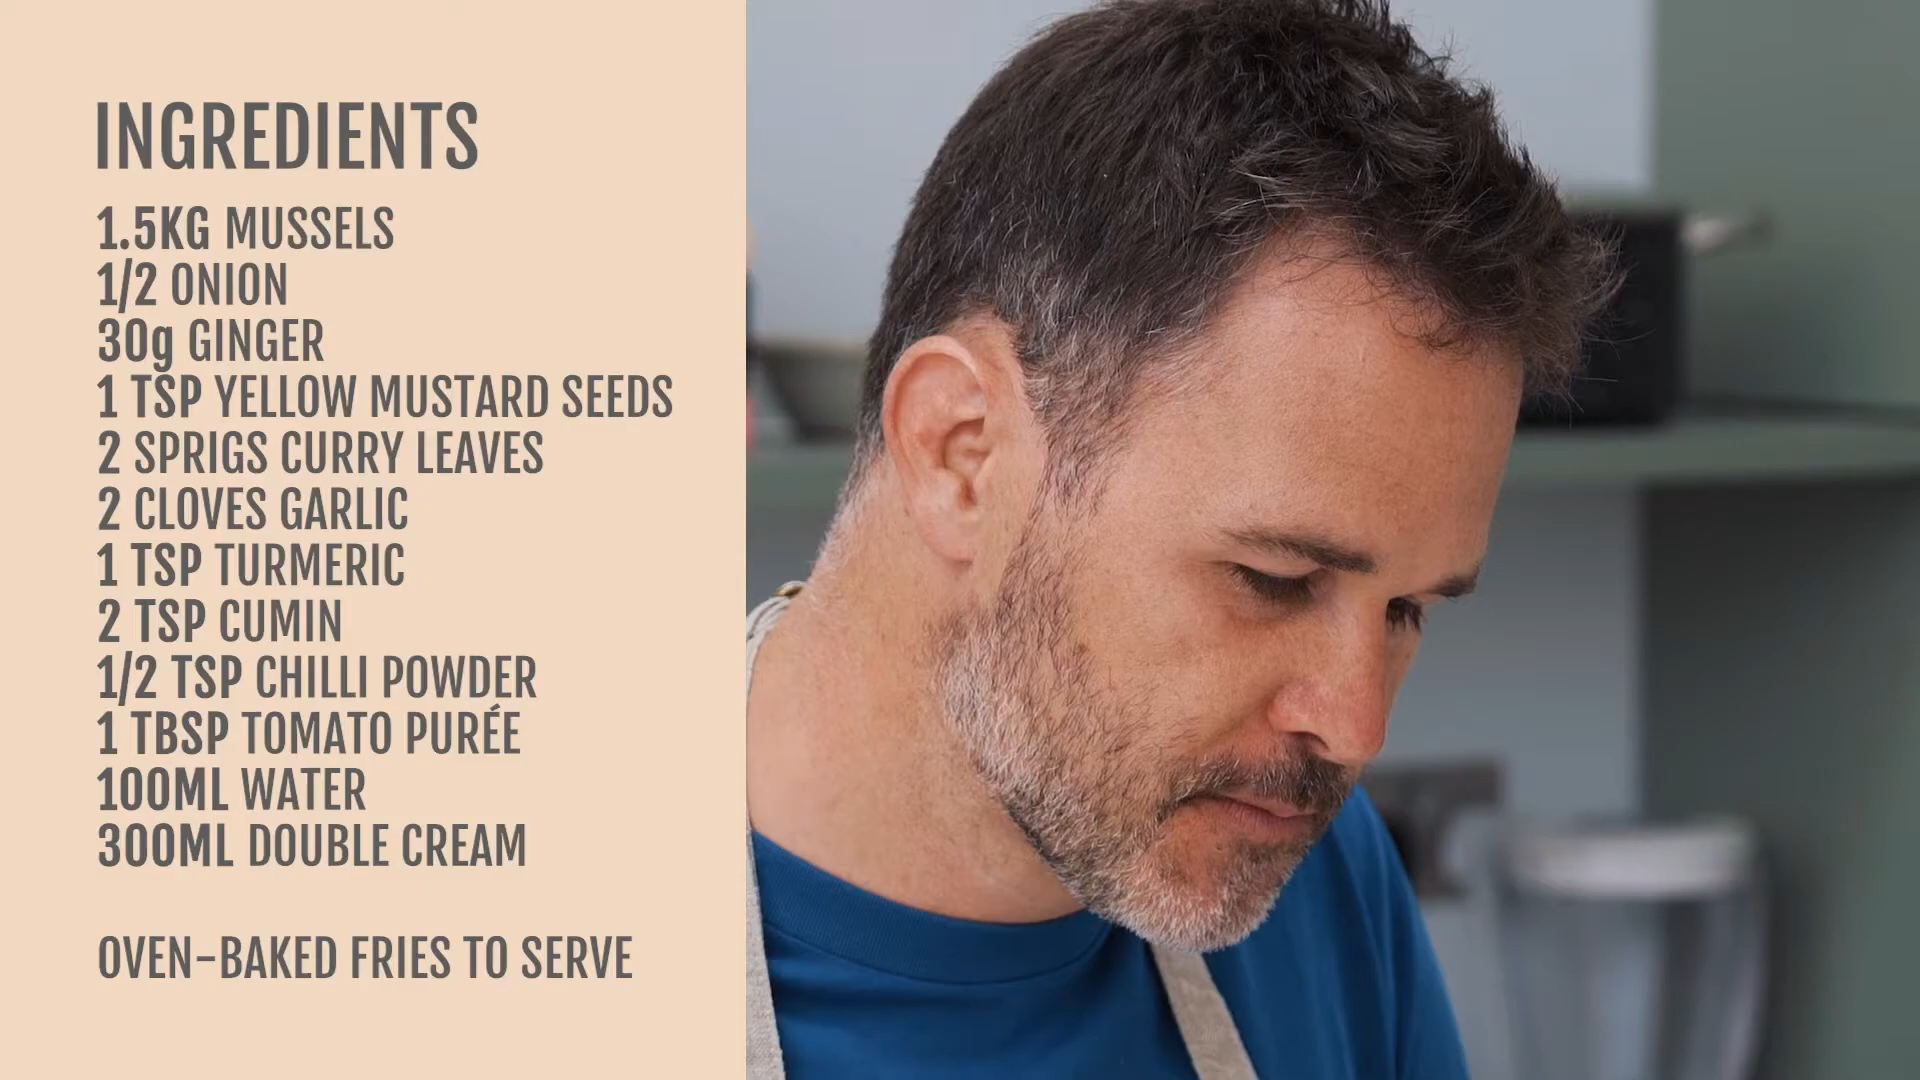 INGREDIENTS
1.5KG MUSSELS
1/2 ONION
30g GINGER
1 TSP YELLOW MUSTARD SEEDS
2 SPRIGS CURRY LEAVES
2 CLOVES GARLIC
1 TSP TURMERIC
2 TSP CUMIN
1/2 TSP CHILLI POWDER
1 TBSP TOMATO PURÉE
100ML WATER
300ML DOUBLE CREAM
OVEN-BAKED FRIES TO SERVE